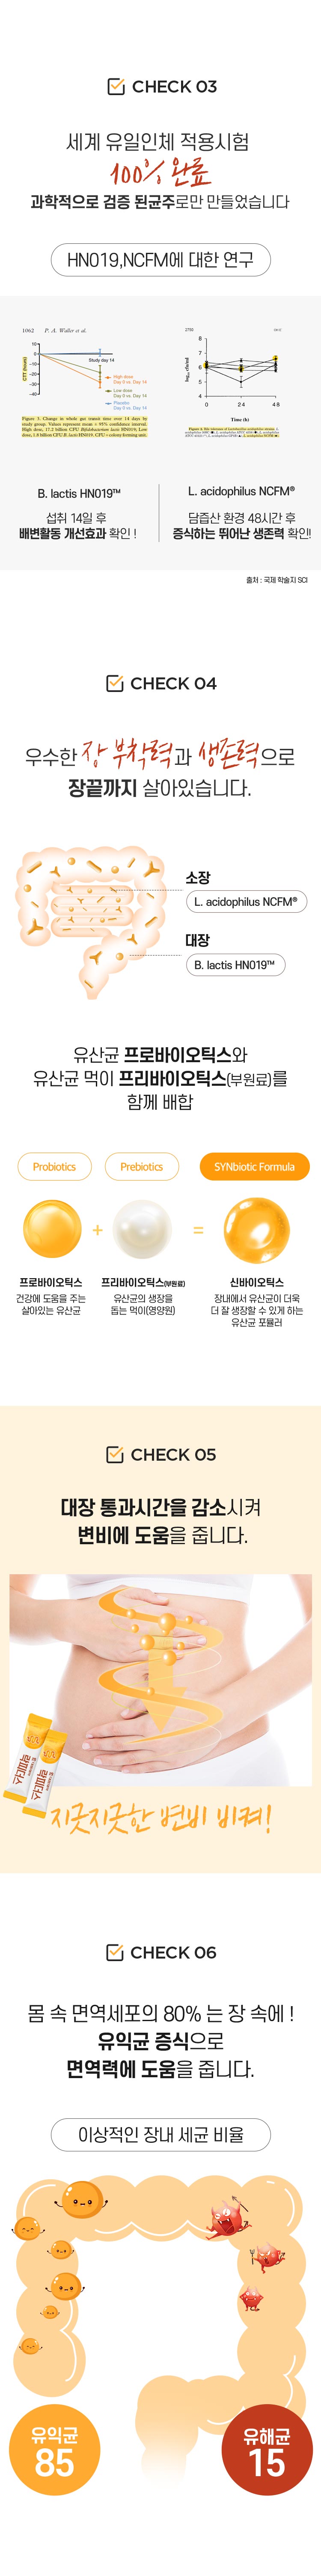 CHECK 03
세계 유일인체 적용시험
100% 완료
과학적으로 검증 된균주로만 만들었습니다
HN019,NCFM에 대한 연구
1062 P. A. Waller et al.
CTT (hours)
10
0
−10
−20
−30
−40
Study day 14
High dose
Day 0 vs. Day 14
Low dose
Day 0 vs. Day 14
Placebo
Day 0 vs. Day 14
Figure 3. Change in whole gut transit time over 14 days by
study group. Values represent mean ± 95% confidence interval.
High dose, 17.2 billion CFU Bifidobacterium lactis HN019; Low
dose, 1.8 billion CFU B. lactis HN019. CFU = colony forming unit.
log₁₀ cfu/ml
8
7
6
5
4
0 24 48
Time (h)
B. lactis HN019™
섭취 14일 후
배변활동 개선효과 확인 !
L. acidophilus NCFM®
담즙산 환경 48시간 후
증식하는 뛰어난 생존력 확인!
출처 : 국제 학술지 SCI
CHECK 04
우수한 장 부착력과 생존력으로
장끝까지 살아있습니다.
소장
L. acidophilus NCFM®
대장
B. lactis HN019™
유산균 프로바이오틱스와
유산균 먹이 프리바이오틱스(부원료)를
함께 배합
Probiotics
Prebiotics
SYNbiotic Formula
+
=
프로바이오틱스
건강에 도움을 주는
살아있는 유산균
프리바이오틱스(부원료)
유산균의 생장을
돕는 먹이(영양원)
신바이오틱스
장내에서 유산균이 더욱
더 잘 생장할 수 있게 하는
유산균 포뮬러
CHECK 05
대장 통과시간을 감소시켜
변비에 도움을 줍니다.
락피더스
지긋지긋한 변비 비켜!
CHECK 06
몸 속 면역세포의 80% 는 장 속에 !
유익균 증식으로
면역력에 도움을 줍니다.
이상적인 장내 세균 비율
유익균
85
유해균
15